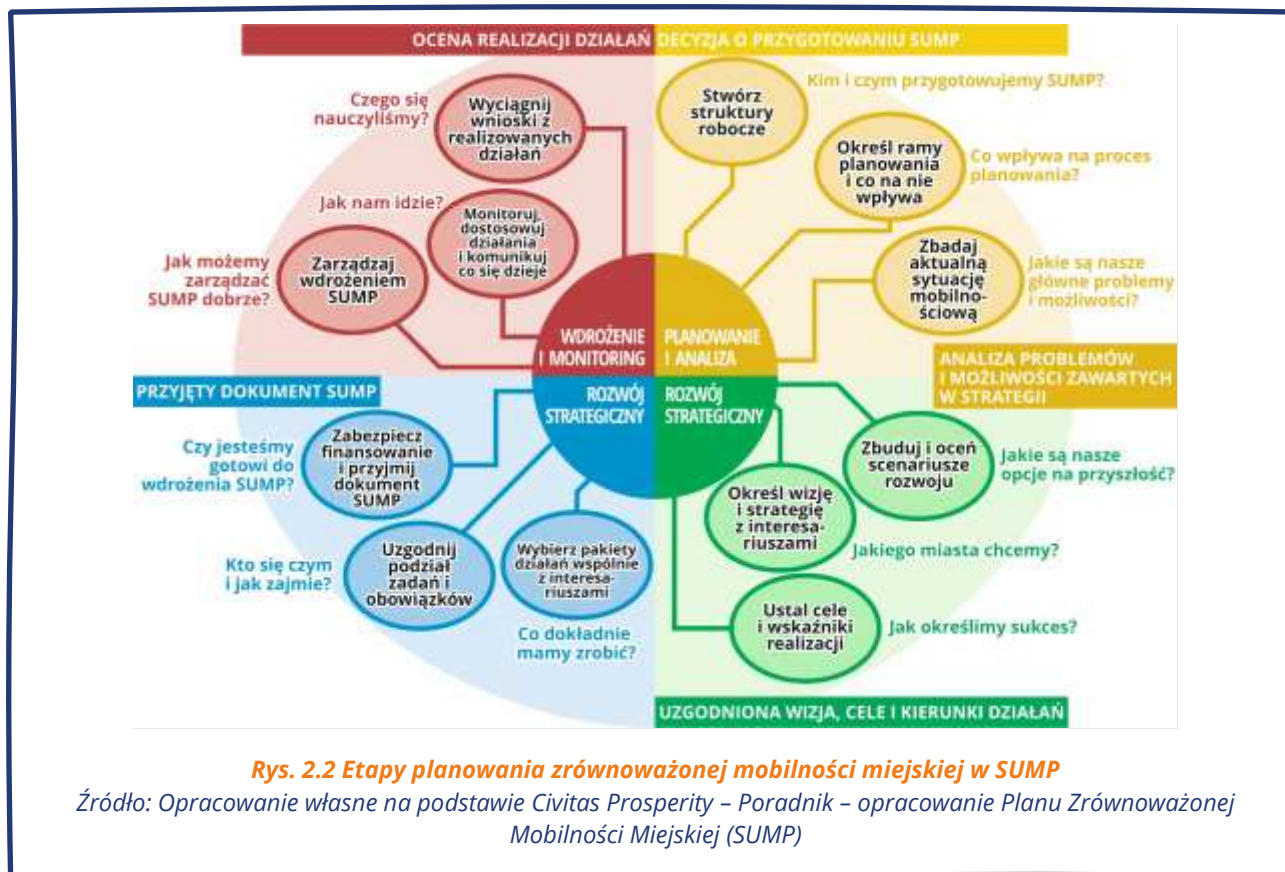 OCENA REALIZACJI DZIAŁAŃ
DECYZJA O PRZYGOTOWANIU SUMP
Kim i czym przygotowujemy SUMP?
Stwórz
struktury
robocze
Określ ramy
planowania
i co na nie
wpływa
Co wpływa na proces
planowania?
Zbadaj
aktualną
sytuację
mobilno-
ściową
Jakie są nasze
główne problemy
i możliwości?
PLANOWANIE
I ANALIZA
ANALIZA PROBLEMÓW
I MOŻLIWOŚCI ZAWARTYCH
W STRATEGII
ROZWÓJ
STRATEGICZNY
Zbuduj i oceń
scenariusze
rozwoju
Jakie są nasze
opcje na przyszłość?
Określ wizję
i strategię
z interesa-
riuszami
Jakiego miasta chcemy?
Ustal cele
i wskaźniki
realizacji
Jak określimy sukces?
UZGODNIONA WIZJA, CELE I KIERUNKI DZIAŁAŃ
ROZWÓJ
STRATEGICZNY
Wybierz pakiety
działań wspólnie
z interesa-
riuszami
Co dokładnie
mamy zrobić?
Uzgodnij
podział
zadań i
obowiązków
Kto się czym
i jak zajmie?
Zabezpiecz
finansowanie
i przyjmij
dokument
SUMP
Czy jesteśmy
gotowi do
wdrożenia SUMP?
PRZYJĘTY DOKUMENT SUMP
WDROŻENIE
I MONITORING
Zarządzaj
wdrożeniem
SUMP
Jak możemy
zarządzać
SUMP dobrze?
Monitoruj,
dostosowuj
działania
i komunikuj
co się dzieje
Jak nam idzie?
Wyciągnij
wnioski z
realizowanych
działań
Czego się
nauczyliśmy?
Rys. 2.2 Etapy planowania zrównoważonej mobilności miejskiej w SUMP
Źródło: Opracowanie własne na podstawie Civitas Prosperity – Poradnik – opracowanie Planu Zrównoważonej
Mobilności Miejskiej (SUMP)